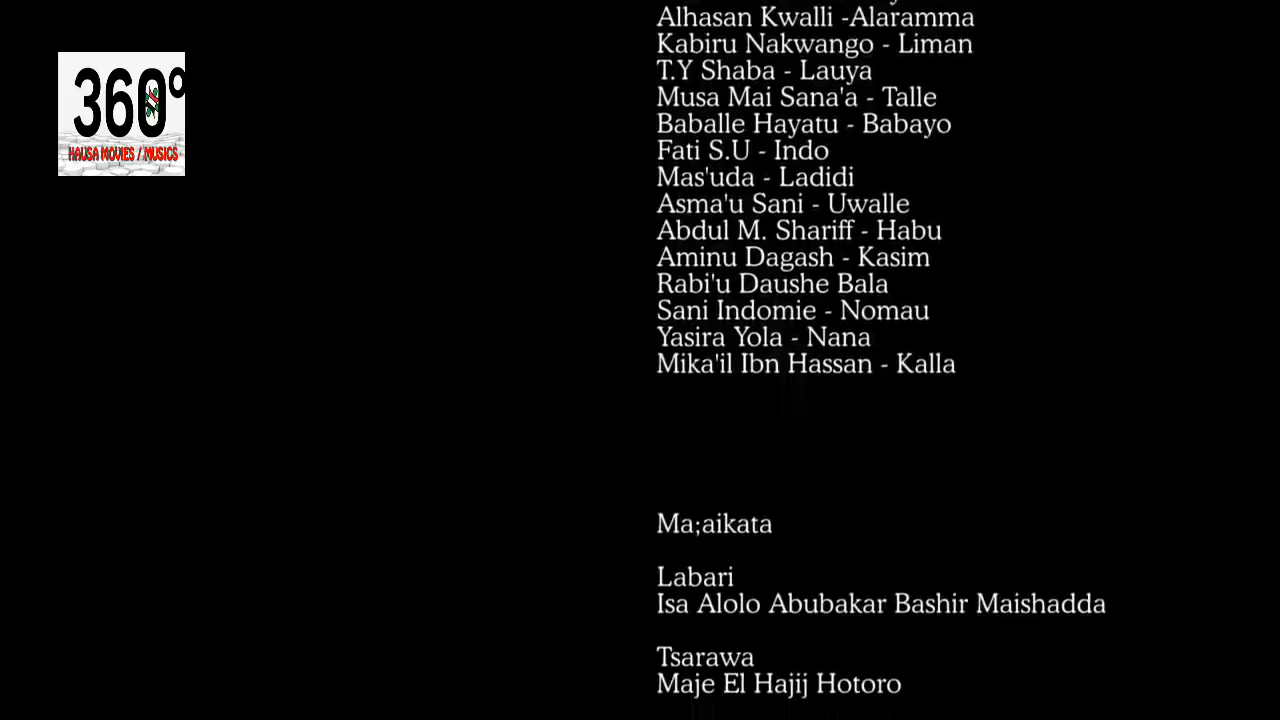 360°
HAUSA MOVIES / MUSICS
Alhasan Kwalli -Alaramma
Kabiru Nakwango - Liman
T.Y Shaba - Lauya
Musa Mai Sana'a - Talle
Baballe Hayatu - Babayo
Fati S.U - Indo
Mas'uda - Ladidi
Asma'u Sani - Uwalle
Abdul M. Shariff - Habu
Aminu Dagash - Kasim
Rabi'u Daushe Bala
Sani Indomie - Nomau
Yasira Yola - Nana
Mika'il Ibn Hassan - Kalla
Ma;aikata
Labari
Isa Alolo Abubakar Bashir Maishadda
Tsarawa
Maje El Hajij Hotoro